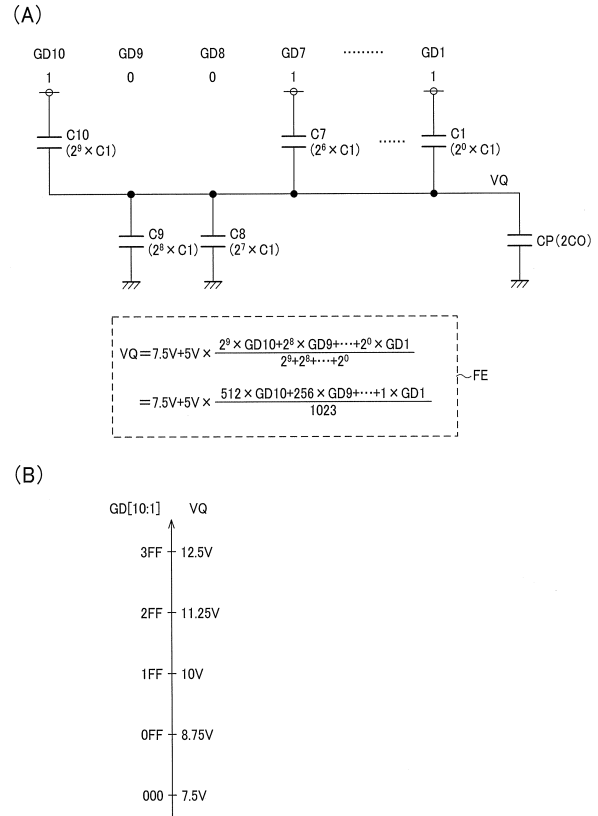 (A)
GD10 GD9 GD8 GD7 ········· GD1
1 0 0 1 1
C10 (2⁹ × C1)
C7 (2⁶ × C1)
······
C1 (2⁰ × C1)
VQ
C9 (2⁸ × C1)
C8 (2⁷ × C1)
CP(2CO)
VQ=7.5V+5V× 2⁹ × GD10+2⁸ × GD9+···+2⁰ × GD1 / 2⁹+2⁸+···+2⁰
=7.5V+5V× 512 × GD10+256 × GD9+···+1 × GD1 / 1023
FE
(B)
GD[10:1] VQ
3FF 12.5V
2FF 11.25V
1FF 10V
0FF 8.75V
000 7.5V